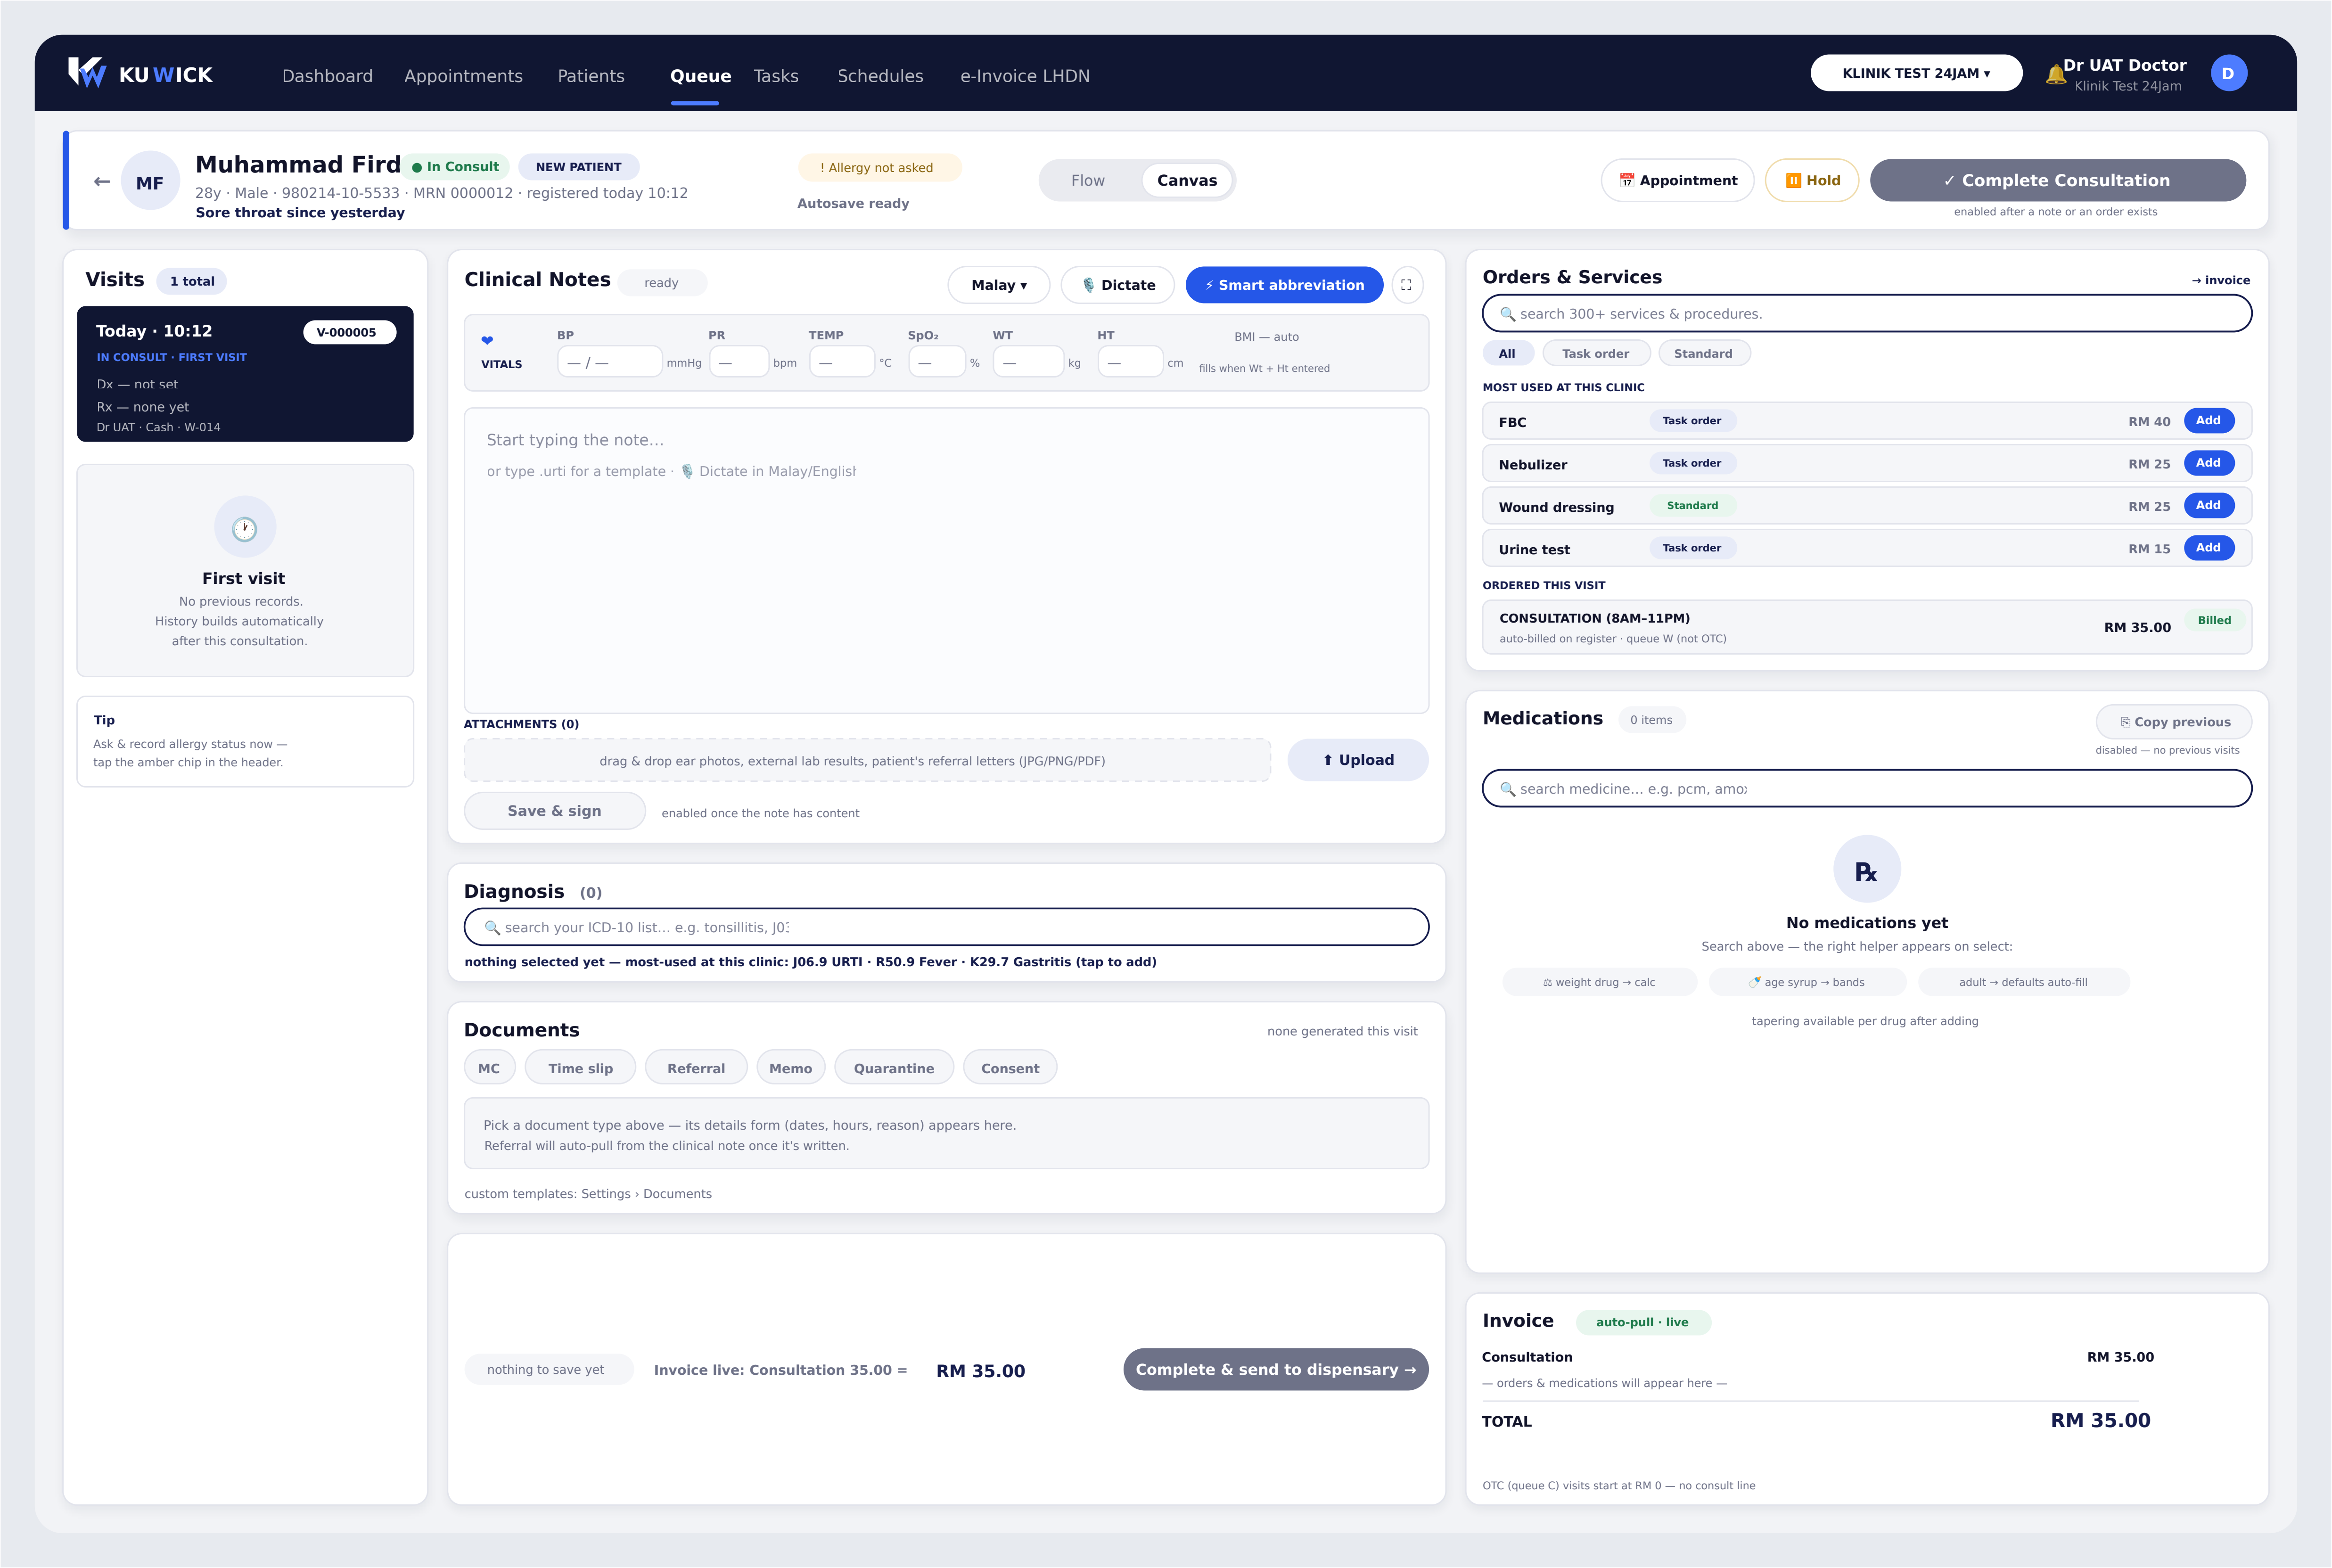 KUWICK
Dashboard Appointments Patients Queue Tasks Schedules e-Invoice LHDN
KLINIK TEST 24JAM ▾
🔔 Dr UAT Doctor
Klinik Test 24Jam
D
←
MF
Muhammad Fird
● In Consult
NEW PATIENT
28y · Male · 980214-10-5533 · MRN 0000012 · registered today 10:12
Sore throat since yesterday
! Allergy not asked
Autosave ready
Flow Canvas
📅 Appointment
⏸ Hold
✓ Complete Consultation
enabled after a note or an order exists
Visits 1 total
Today · 10:12 V-000005
IN CONSULT · FIRST VISIT
Dx — not set
Rx — none yet
Dr UAT · Cash · W-014
🕐
First visit
No previous records.
History builds automatically
after this consultation.
Tip
Ask & record allergy status now —
tap the amber chip in the header.
Clinical Notes ready
Malay ▾ 🎙 Dictate ⚡ Smart abbreviation ⛶
❤ VITALS
BP — / — mmHg
PR — bpm
TEMP — °C
SpO₂ — %
WT — kg
HT — cm
BMI — auto
fills when Wt + Ht entered
Start typing the note…
or type .urti for a template · 🎙 Dictate in Malay/English
ATTACHMENTS (0)
drag & drop ear photos, external lab results, patient's referral letters (JPG/PNG/PDF)
⬆ Upload
Save & sign enabled once the note has content
Diagnosis (0)
🔍 search your ICD-10 list… e.g. tonsillitis, J03
nothing selected yet — most-used at this clinic: J06.9 URTI · R50.9 Fever · K29.7 Gastritis (tap to add)
Documents none generated this visit
MC Time slip Referral Memo Quarantine Consent
Pick a document type above — its details form (dates, hours, reason) appears here.
Referral will auto-pull from the clinical note once it's written.
custom templates: Settings › Documents
nothing to save yet Invoice live: Consultation 35.00 = RM 35.00 Complete & send to dispensary →
Orders & Services → invoice
🔍 search 300+ services & procedures.
All Task order Standard
MOST USED AT THIS CLINIC
FBC Task order RM 40 Add
Nebulizer Task order RM 25 Add
Wound dressing Standard RM 25 Add
Urine test Task order RM 15 Add
ORDERED THIS VISIT
CONSULTATION (8AM–11PM)
auto-billed on register · queue W (not OTC)
RM 35.00 Billed
Medications 0 items
⎘ Copy previous
disabled — no previous visits
🔍 search medicine… e.g. pcm, amox
℞
No medications yet
Search above — the right helper appears on select:
⚖ weight drug → calc 🍼 age syrup → bands adult → defaults auto-fill
tapering available per drug after adding
Invoice auto-pull · live
Consultation RM 35.00
— orders & medications will appear here —
TOTAL RM 35.00
OTC (queue C) visits start at RM 0 — no consult line